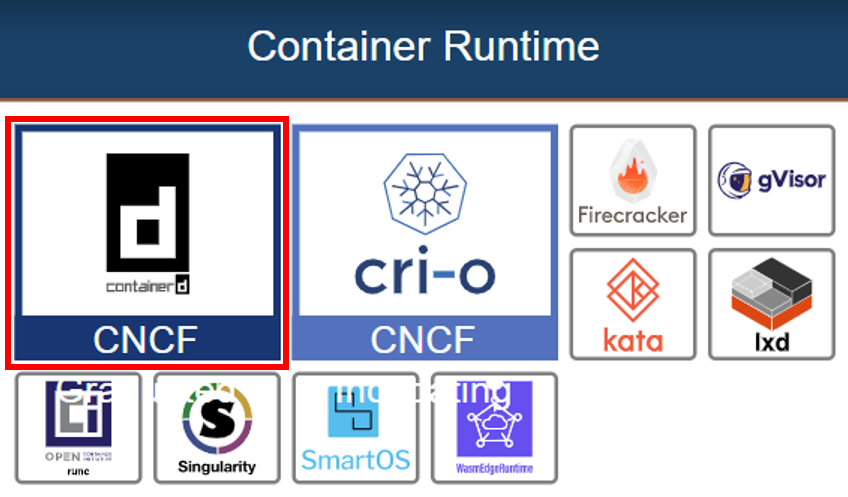 Container Runtime
d
containerd
CNCF
Graduated
cri-o
CNCF
Incubating
Firecracker
gVisor
kata
lxd
OPEN CONTAINER INITIATIVE
runc
S
Singularity
SmartOS
WasmEdgeRuntime